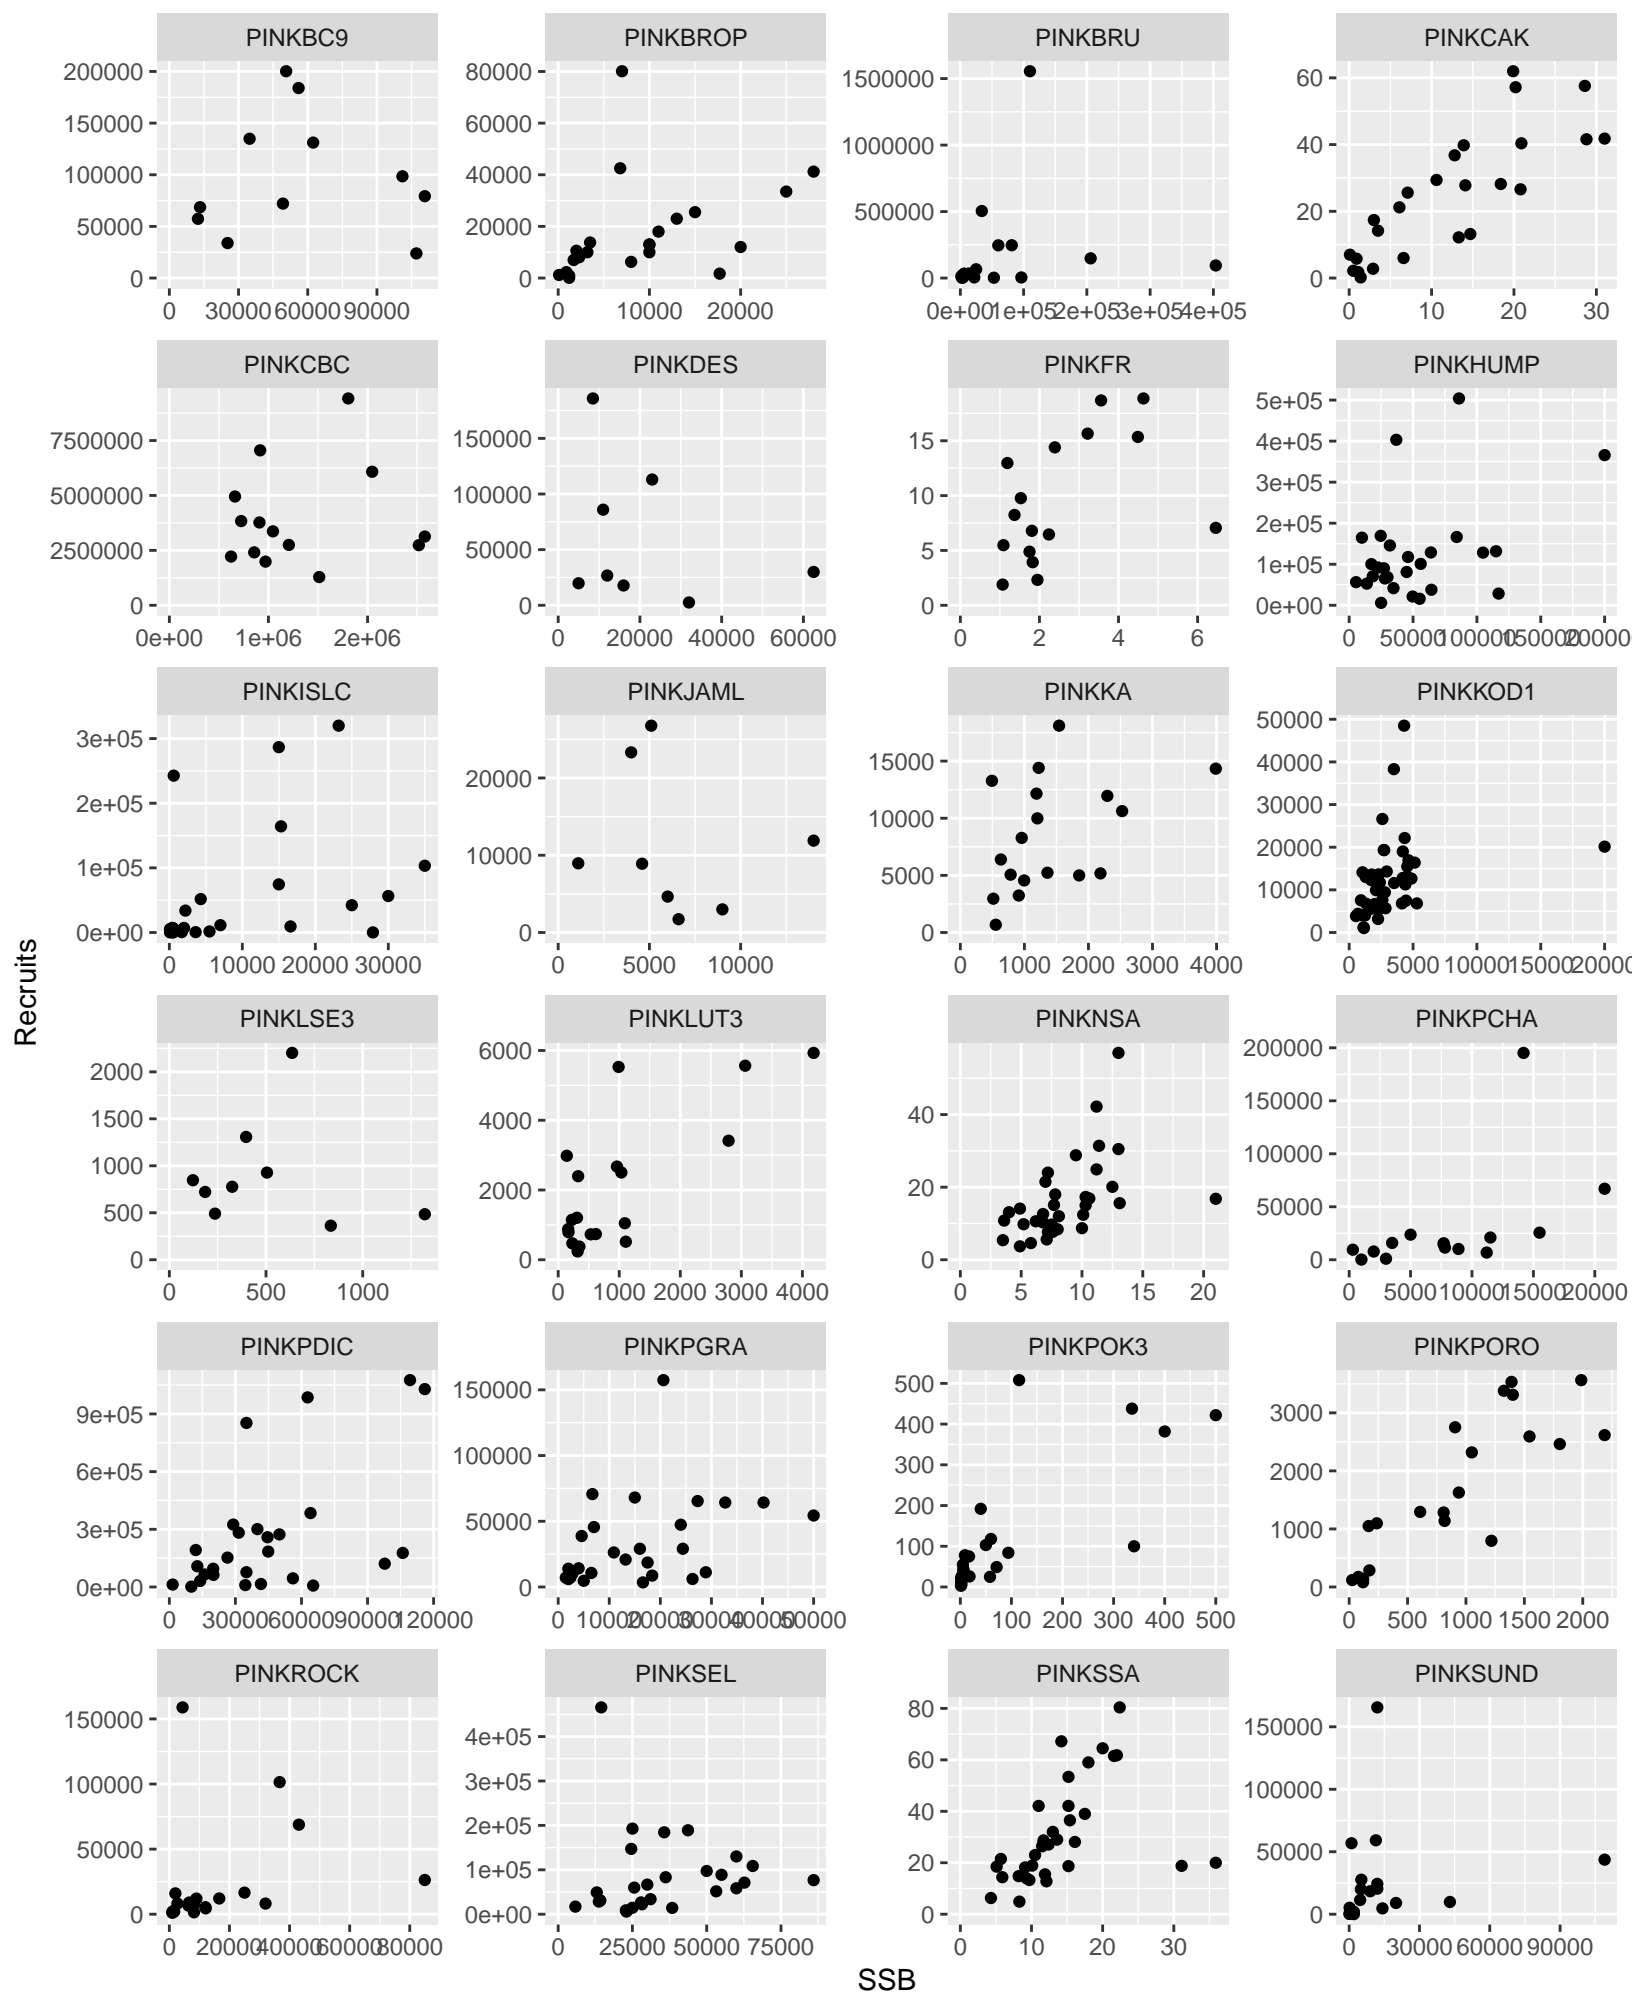 PINKBC9 PINKBROP PINKBRU PINKCAK
200000 80000 1500000 60
150000 60000 1000000 40
100000 40000 500000 20
50000 20000 0 0
0 0
0 30000 60000 90000 0 10000 20000 0e+00 1e+05 2e+05 3e+05 4e+05 0 10 20 30
PINKCBC PINKDES PINKFR PINKHUMP
7500000 150000 15 5e+05
5000000 100000 10 4e+05
2500000 50000 5 3e+05
0 0 0 2e+05
1e+05
0e+00
0e+00 1e+06 2e+06 0 20000 40000 60000 0 2 4 6 0 50000 100000 150000 200000
PINKISLC PINKJAML PINKKA PINKKOD1
3e+05 20000 15000 50000
2e+05 10000 10000 40000
1e+05 0 5000 30000
0e+00 0 20000
10000
0
0 10000 20000 30000 0 5000 10000 0 1000 2000 3000 4000 0 5000 10000 15000 20000
Recruits
PINKLSE3 PINKLUT3 PINKNSA PINKPCHA
2000 6000 40 200000
1500 4000 20 150000
1000 2000 0 100000
500 0 50000
0 0
0 500 1000 0 1000 2000 3000 4000 0 5 10 15 20 0 5000 10000 15000 20000
PINKPDIC PINKPGRA PINKPOK3 PINKPORO
9e+05 150000 500 3000
6e+05 100000 400 2000
3e+05 50000 300 1000
0e+00 0 200 0
100
0
0 30000 60000 90000 120000 0 10000 20000 30000 40000 50000 0 100 200 300 400 500 0 500 1000 1500 2000
PINKROCK PINKSEL PINKSSA PINKSUND
150000 4e+05 80 150000
100000 3e+05 60 100000
50000 2e+05 40 50000
0 1e+05 20 0
0e+00 0
0 20000 40000 60000 80000 0 25000 50000 75000 0 10 20 30 0 30000 60000 90000
SSB